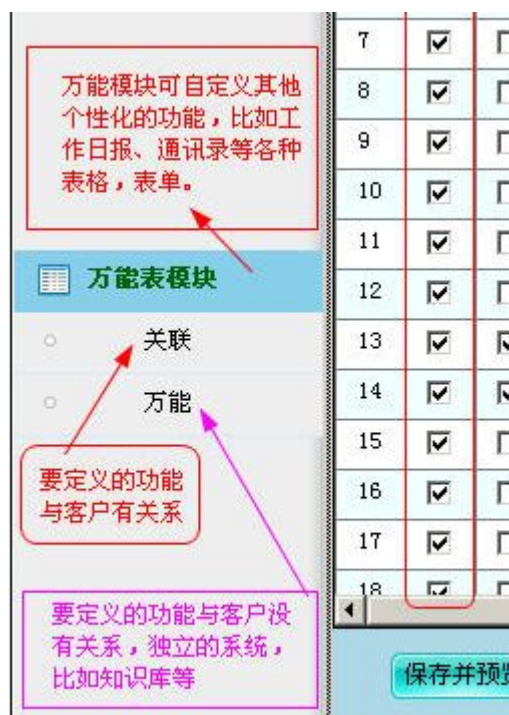 万能模块可自定义其他
个性化的功能，比如工
作日报、通讯录等各种
表格，表单。
万能表模块
关联
万能
要定义的功能
与客户有关系
要定义的功能与客户没
有关系，独立的系统，
比如知识库等
7
8
9
10
11
12
13
14
15
16
17
18
保存并预览